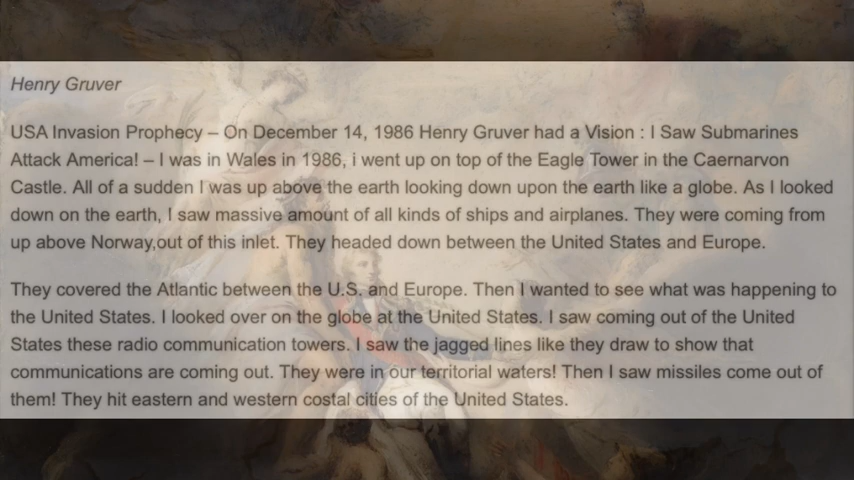 Henry Gruver
USA Invasion Prophecy – On December 14, 1986 Henry Gruver had a Vision : I Saw Submarines
Attack America! – I was in Wales in 1986, i went up on top of the Eagle Tower in the Caernarvon
Castle. All of a sudden I was up above the earth looking down upon the earth like a globe. As I looked
down on the earth, I saw massive amount of all kinds of ships and airplanes. They were coming from
up above Norway,out of this inlet. They headed down between the United States and Europe.
They covered the Atlantic between the U.S. and Europe. Then I wanted to see what was happening to
the United States. I looked over on the globe at the United States. I saw coming out of the United
States these radio communication towers. I saw the jagged lines like they draw to show that
communications are coming out. They were in our territorial waters! Then I saw missiles come out of
them! They hit eastern and western costal cities of the United States.